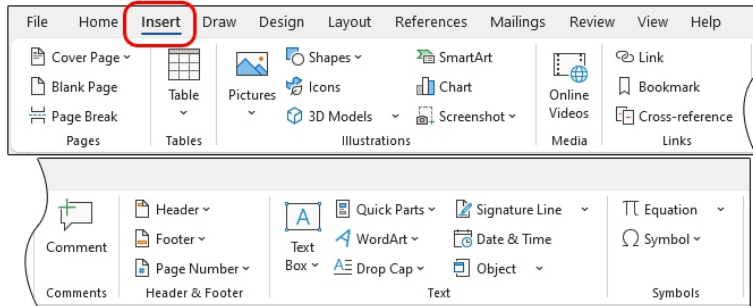 File Home Insert Draw Design Layout References Mailings Review View Help
Cover Page Shapes SmartArt Link
Blank Page Icons Chart Bookmark
Table Pictures Online
Page Break 3D Models Screenshot Videos Cross-reference
Pages Tables Illustrations Media Links
Header A Quick Parts Signature Line π Equation
Comment Footer Text WordArt Date & Time Ω Symbol
Page Number Box Drop Cap Object
Comments Header & Footer Text Symbols